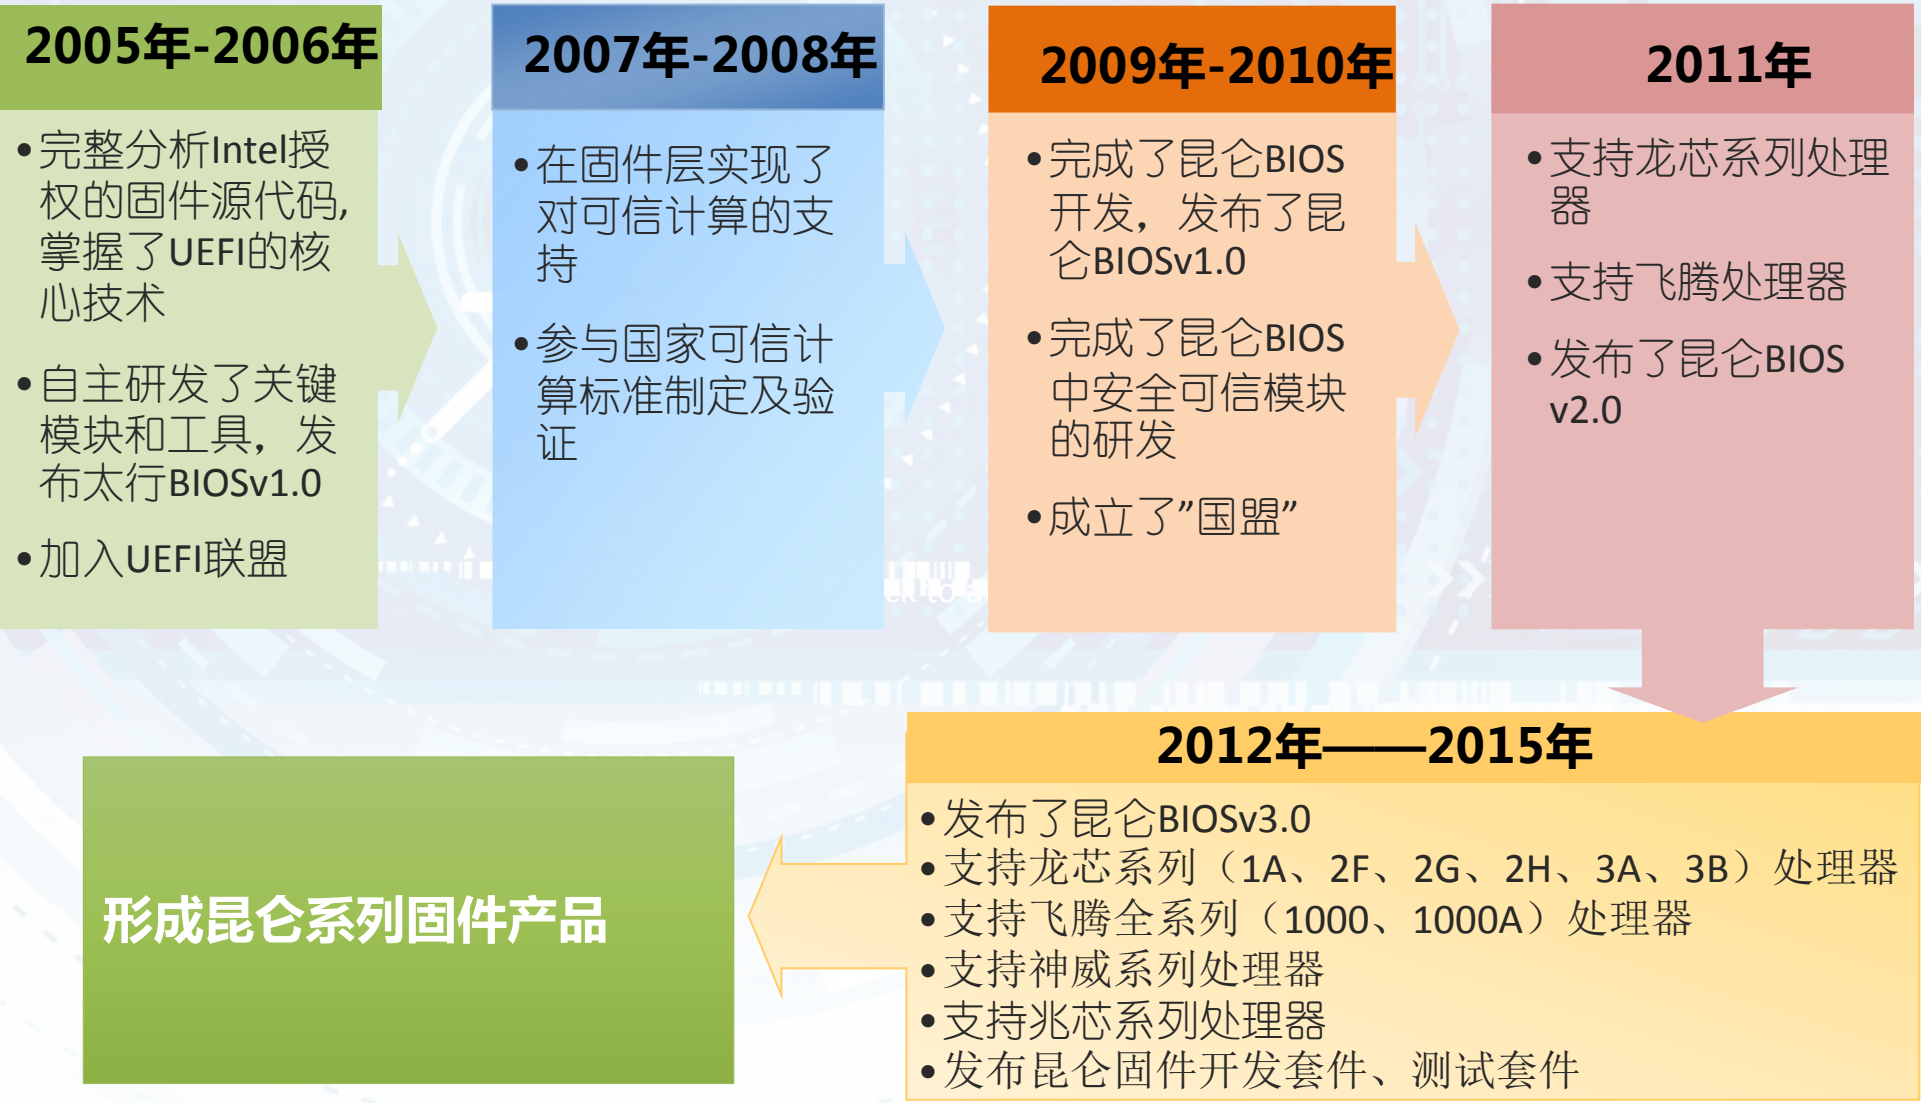 2005年-2006年
•完整分析Intel授
权的固件源代码,
掌握了UEFI的核
心技术
•自主研发了关键
模块和工具，发
布太行BIOSv1.0
•加入UEFI联盟
2007年-2008年
•在固件层实现了
对可信计算的支
持
•参与国家可信计
算标准制定及验
证
2009年-2010年
•完成了昆仑BIOS
开发，发布了昆
仑BIOSv1.0
•完成了昆仑BIOS
中安全可信模块
的研发
•成立了”国盟”
2011年
•支持龙芯系列处理
器
•支持飞腾处理器
•发布了昆仑BIOS
v2.0
2012年——2015年
•发布了昆仑BIOSv3.0
•支持龙芯系列（1A、2F、2G、2H、3A、3B）处理器
•支持飞腾全系列（1000、1000A）处理器
•支持神威系列处理器
•支持兆芯系列处理器
•发布昆仑固件开发套件、测试套件
形成昆仑系列固件产品